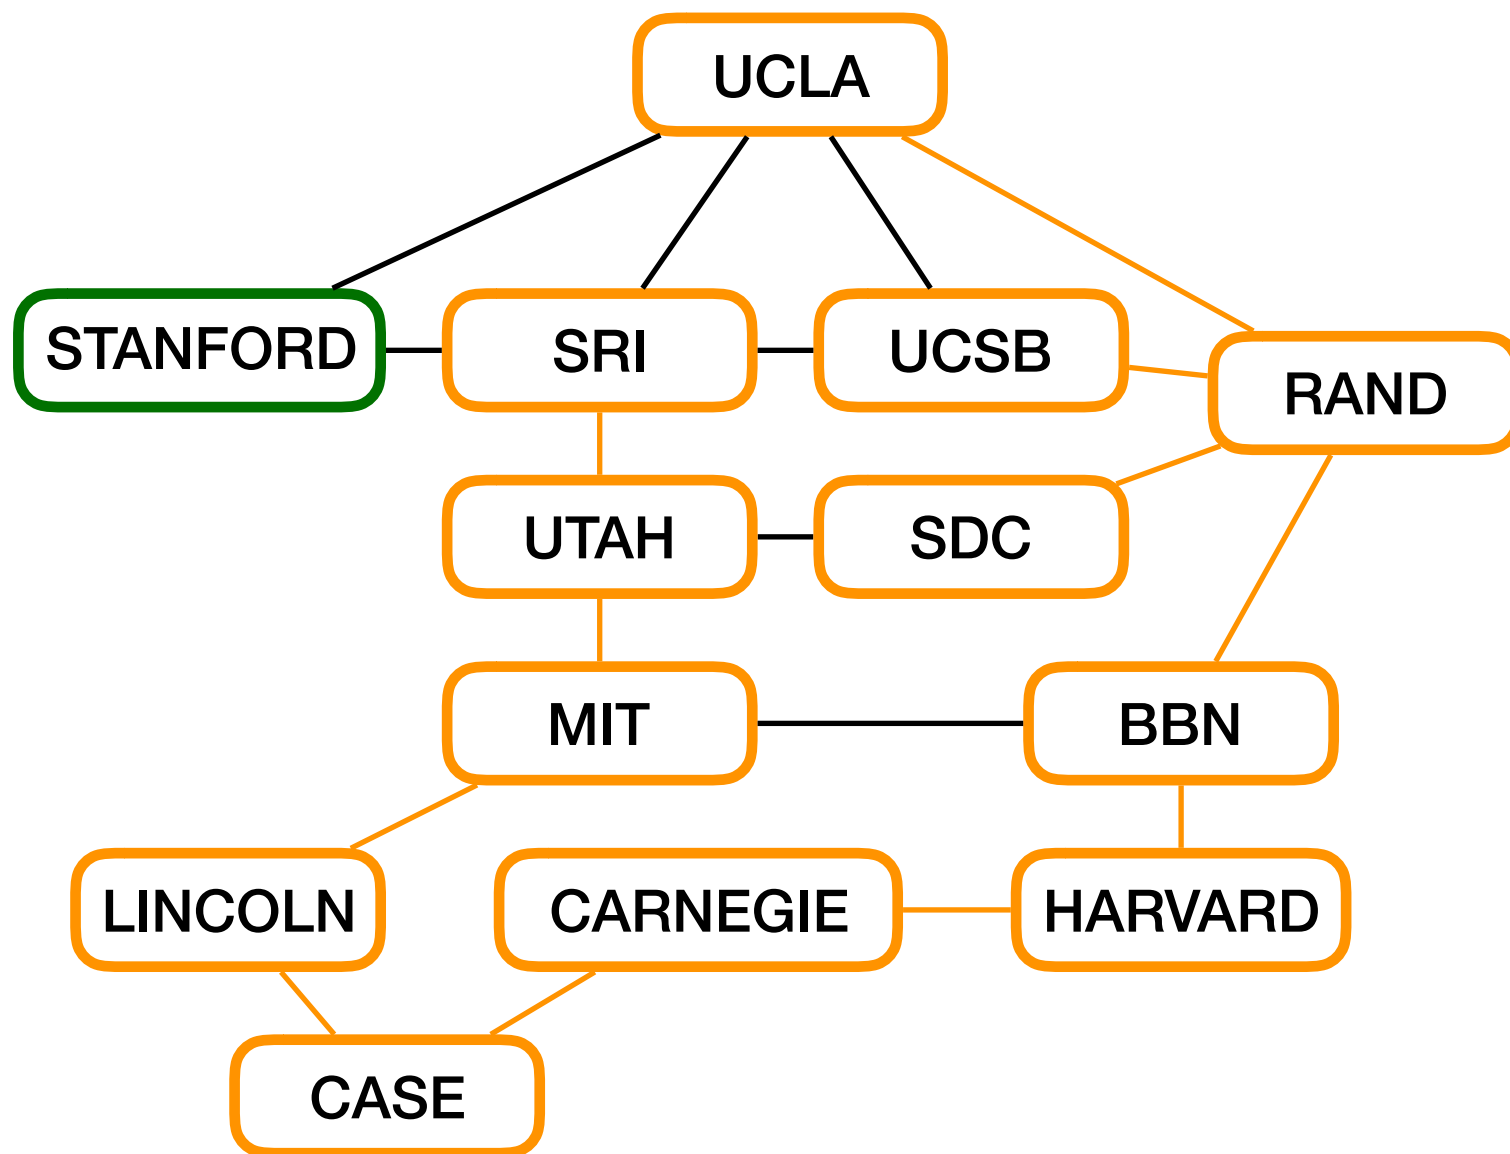 UCLA
STANFORD
SRI
UCSB
RAND
UTAH
SDC
MIT
BBN
LINCOLN
CARNEGIE
HARVARD
CASE